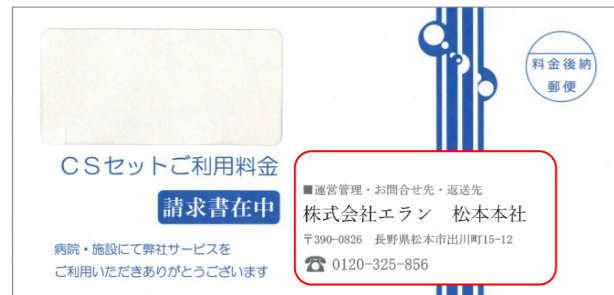 料金後納
郵便
CSセットご利用料金
請求書在中
病院・施設にて弊社サービスを
ご利用いただきありがとうございます
■運営管理・お問合せ先・返送先
株式会社エラン 松本本社
〒390-0826 長野県松本市出川町15-12
☎ 0120-325-856